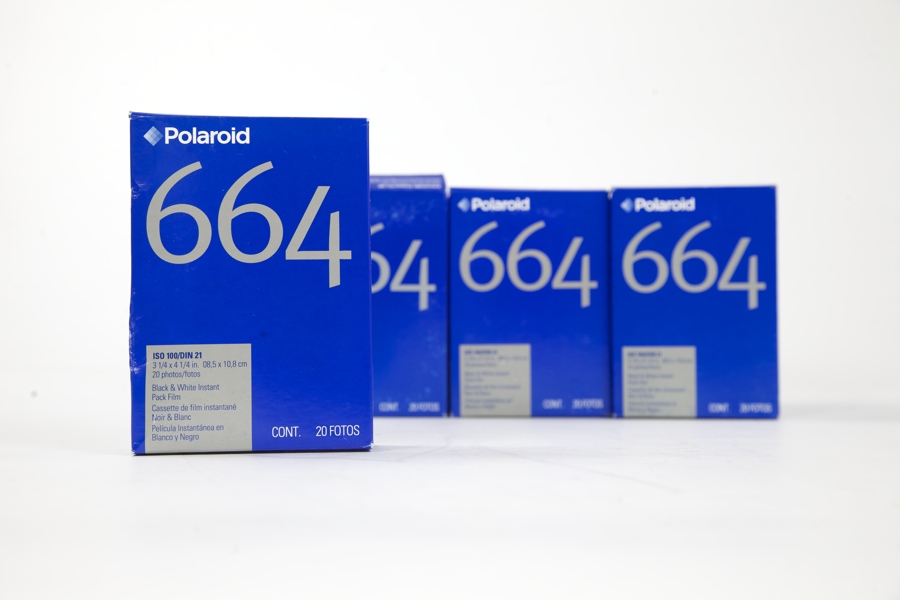 Polaroid
664
ISO 100/DIN 21
3 1/4 x 4 1/4 in. 08,5 x 10,8 cm
20 photos/fotos
Black & White Instant
Pack Film
Cassette de film instantané
Noir & Blanc
Película Instantánea en
Blanco y Negro
CONT. 20 FOTOS
64
CONT. 20 FOTOS
Polaroid
664
CONT. 20 FOTOS
Polaroid
664
CONT. 20 FOTOS